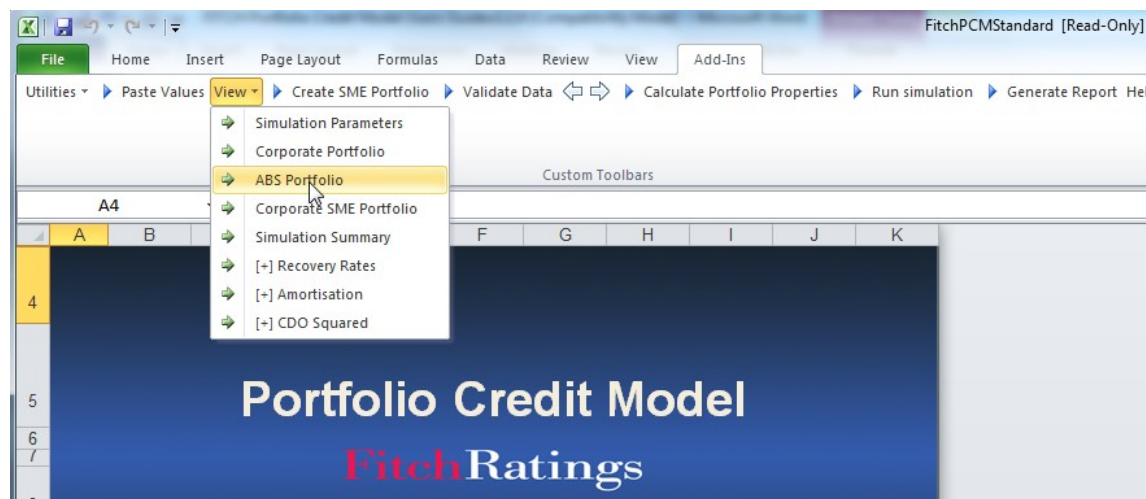 FitchPCMStandard [Read-Only]
File Home Insert Page Layout Formulas Data Review View Add-Ins
Utilities Paste Values View Create SME Portfolio Validate Data Calculate Portfolio Properties Run simulation Generate Report Hel
Simulation Parameters
Corporate Portfolio
ABS Portfolio
Custom Toolbars
A4
Corporate SME Portfolio
A B F G H I J K
Simulation Summary
[+] Recovery Rates
4
[+] Amortisation
[+] CDO Squared
5
Portfolio Credit Model
6
7
FitchRatings